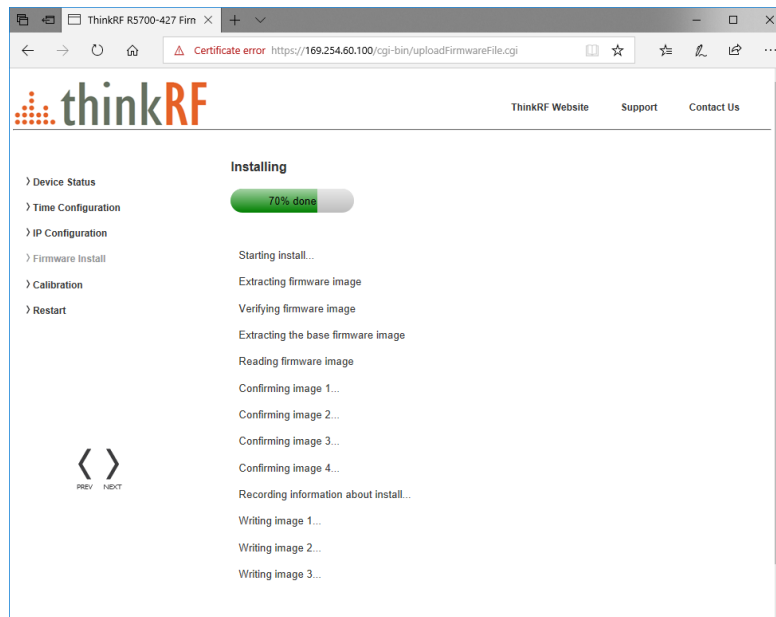 ThinkRF R5700-427 Firn
Certificate error https://169.254.60.100/cgi-bin/uploadFirmwareFile.cgi
thinkRF
ThinkRF Website Support Contact Us
Device Status
Time Configuration
IP Configuration
Firmware Install
Calibration
Restart
PREV NEXT
Installing
70% done
Starting install...
Extracting firmware image
Verifying firmware image
Extracting the base firmware image
Reading firmware image
Confirming image 1...
Confirming image 2...
Confirming image 3...
Confirming image 4...
Recording information about install...
Writing image 1...
Writing image 2...
Writing image 3...